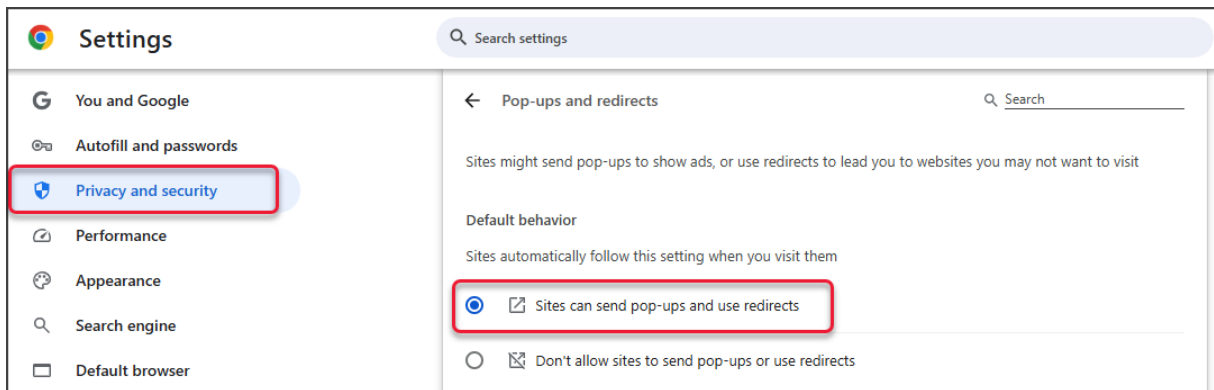 Settings
Search settings
You and Google
Autofill and passwords
Privacy and security
Performance
Appearance
Search engine
Default browser
Pop-ups and redirects
Search
Sites might send pop-ups to show ads, or use redirects to lead you to websites you may not want to visit
Default behavior
Sites automatically follow this setting when you visit them
Sites can send pop-ups and use redirects
Don't allow sites to send pop-ups or use redirects